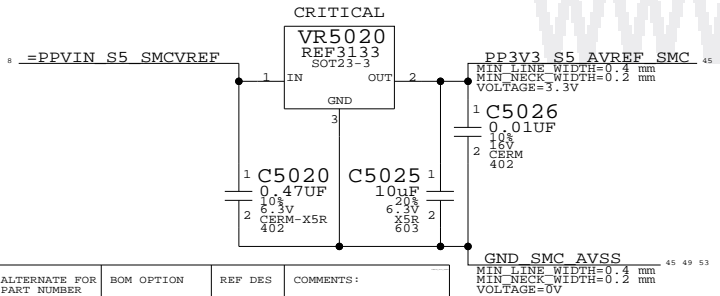 CRITICAL
VR5020
REF3133
SOT23-3
8 =PPVIN_S5_SMCVREF
1 IN
OUT 2
GND
3
PP3V3_S5_AVREF_SMC 45
MIN_LINE_WIDTH=0.4 mm
MIN_NECK_WIDTH=0.2 mm
VOLTAGE=3.3V
1 C5026
0.01UF
10%
16V
2 CERM
402
1 C5020
0.47UF
10%
6.3V
2 CERM-X5R
402
C5025 1
10uF
20%
6.3V
X5R 2
603
GND_SMC_AVSS 45 49 53
MIN_LINE_WIDTH=0.4 mm
MIN_NECK_WIDTH=0.2 mm
VOLTAGE=0V
ALTERNATE FOR
PART NUMBER
BOM OPTION
REF DES
COMMENTS: